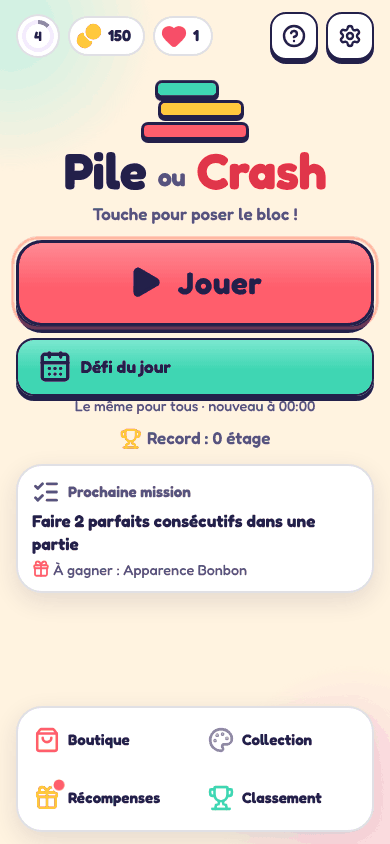 4
150
1
Pile ou Crash
Touche pour poser le bloc !
Jouer
Défi du jour
Le même pour tous · nouveau à 00:00
Record : 0 étage
Prochaine mission
Faire 2 parfaits consécutifs dans une
partie
À gagner : Apparence Bonbon
Boutique
Collection
Récompenses
Classement